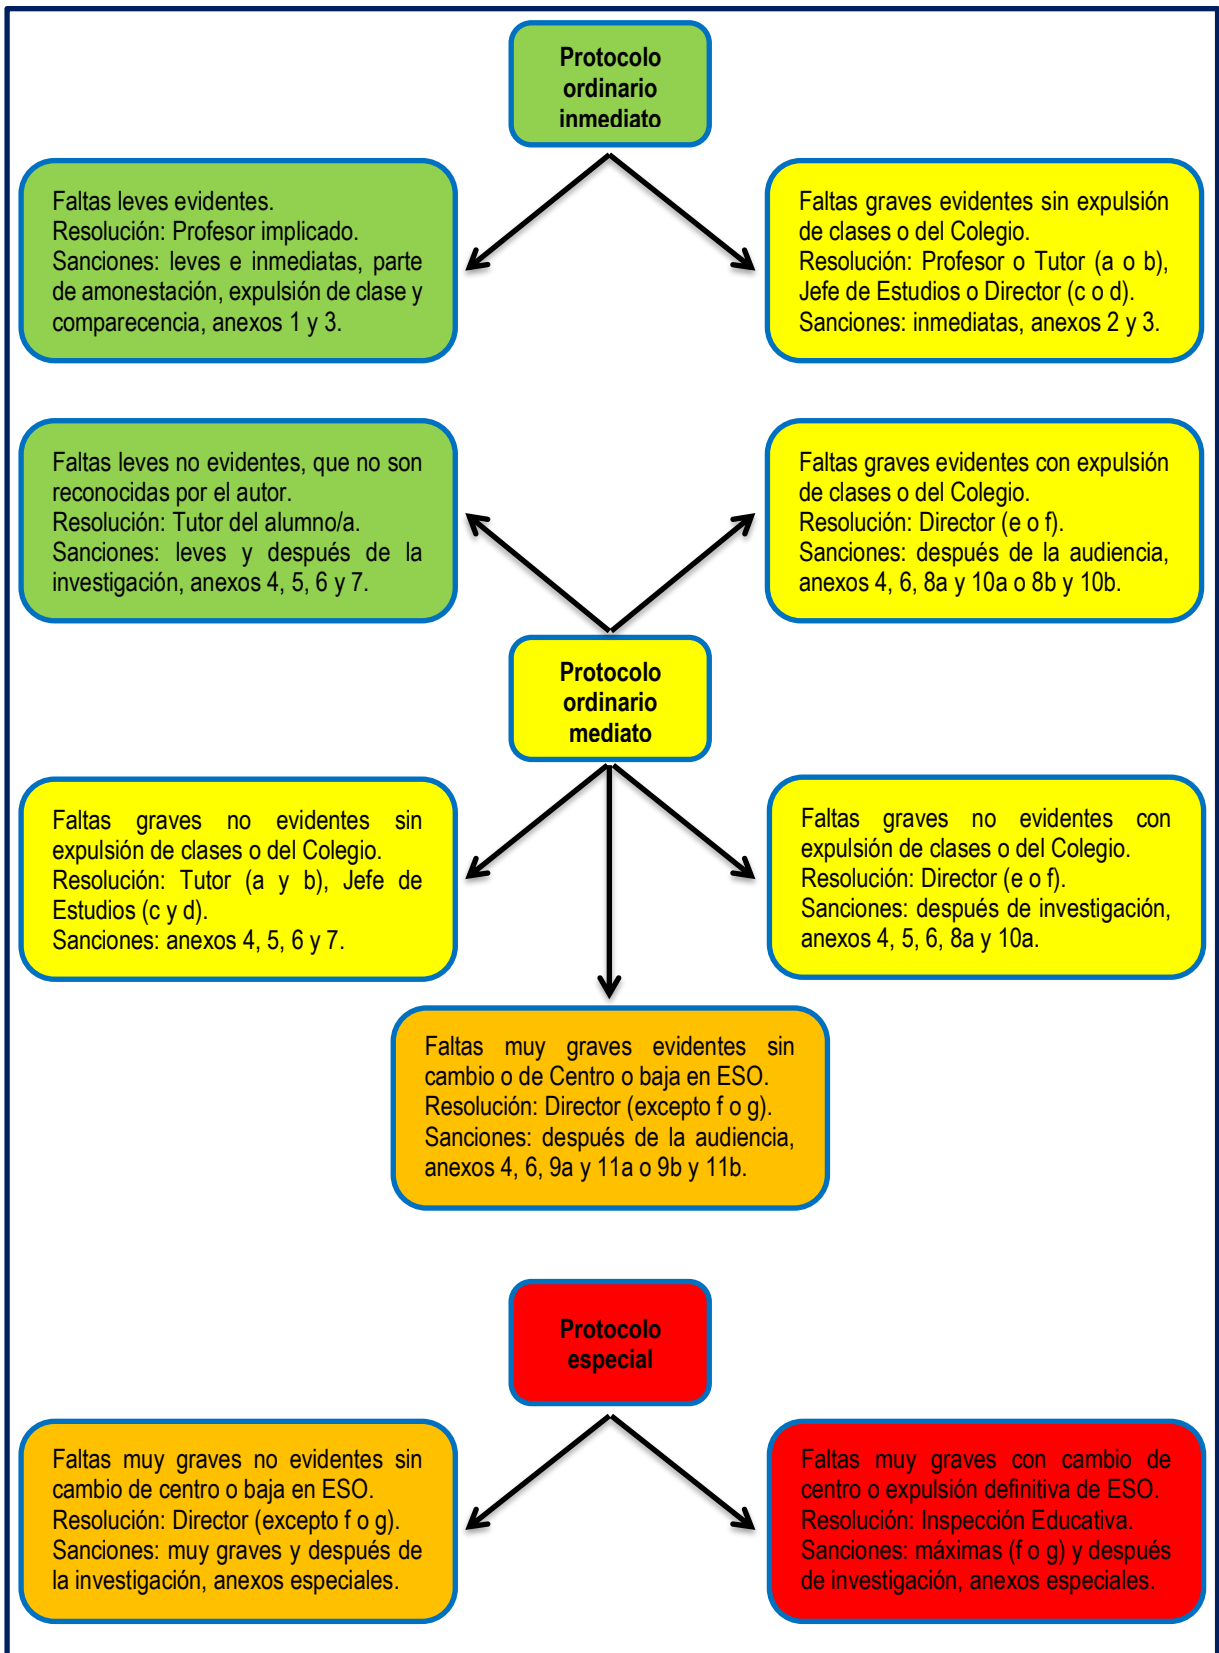 Protocolo
ordinario
inmediato
Faltas leves evidentes.
Resolución: Profesor implicado.
Sanciones: leves e inmediatas, parte
de amonestación, expulsión de clase y
comparecencia, anexos 1 y 3.
Faltas graves evidentes sin expulsión
de clases o del Colegio.
Resolución: Profesor o Tutor (a o b),
Jefe de Estudios o Director (c o d).
Sanciones: inmediatas, anexos 2 y 3.
Faltas leves no evidentes, que no son
reconocidas por el autor.
Resolución: Tutor del alumno/a.
Sanciones: leves y después de la
investigación, anexos 4, 5, 6 y 7.
Faltas graves evidentes con expulsión
de clases o del Colegio.
Resolución: Director (e o f).
Sanciones: después de la audiencia,
anexos 4, 6, 8a y 10a o 8b y 10b.
Protocolo
ordinario
mediato
Faltas graves no evidentes sin
expulsión de clases o del Colegio.
Resolución: Tutor (a y b), Jefe de
Estudios (c y d).
Sanciones: anexos 4, 5, 6 y 7.
Faltas graves no evidentes con
expulsión de clases o del Colegio.
Resolución: Director (e o f).
Sanciones: después de investigación,
anexos 4, 5, 6, 8a y 10a.
Faltas muy graves evidentes sin
cambio o de Centro o baja en ESO.
Resolución: Director (excepto f o g).
Sanciones: después de la audiencia,
anexos 4, 6, 9a y 11a o 9b y 11b.
Protocolo
especial
Faltas muy graves no evidentes sin
cambio de centro o baja en ESO.
Resolución: Director (excepto f o g).
Sanciones: muy graves y después de
la investigación, anexos especiales.
Faltas muy graves con cambio de
centro o expulsión definitiva de ESO.
Resolución: Inspección Educativa.
Sanciones: máximas (f o g) y después
de investigación, anexos especiales.